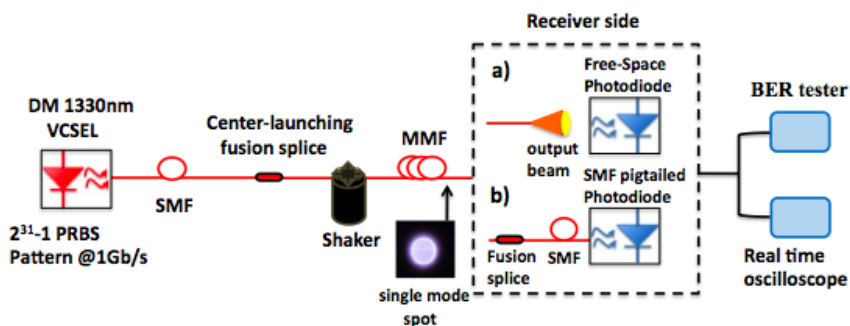 Receiver side
a)
Free-Space
Photodiode
output
beam
b)
SMF pigtailed
Photodiode
Fusion
splice
SMF
DM 1330nm
VCSEL
2³¹-1 PRBS
Pattern @1Gb/s
SMF
Center-launching
fusion splice
Shaker
MMF
single mode
spot
BER tester
Real time
oscilloscope